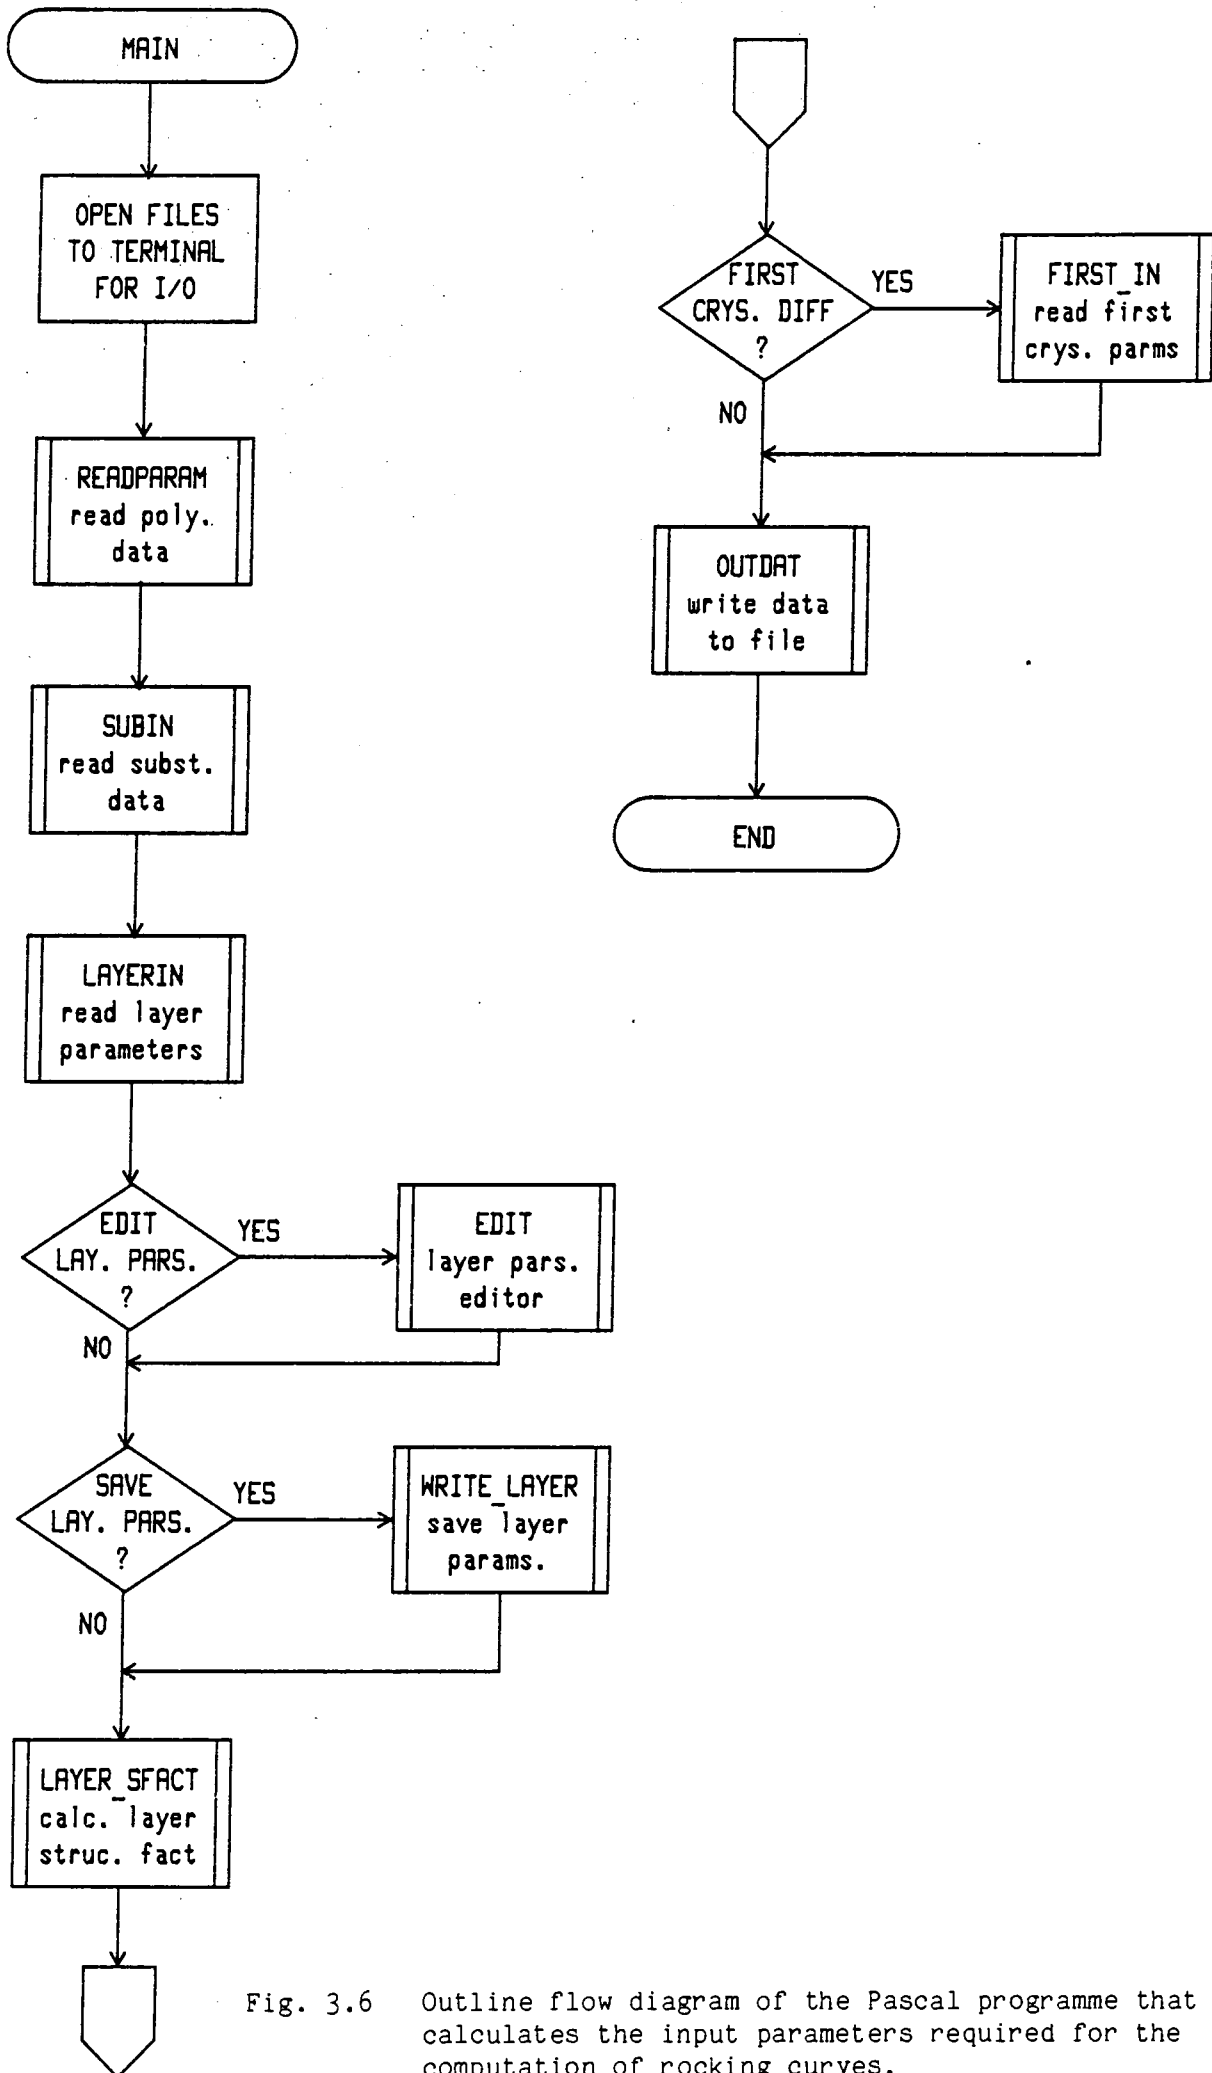 MAIN
OPEN FILES
TO TERMINAL
FOR I/O
READPARAM
read poly.
data
SUBIN
read subst.
data
LAYERIN
read layer
parameters
EDIT
LAY. PARS.
?
YES
NO
EDIT
layer pars.
editor
SAVE
LAY. PARS.
?
YES
NO
WRITE_LAYER
save layer
params.
LAYER_SFACT
calc. layer
struc. fact
FIRST
CRYS. DIFF
?
YES
NO
FIRST_IN
read first
crys. parms
OUTDAT
write data
to file
END
Fig. 3.6 Outline flow diagram of the Pascal programme that
calculates the input parameters required for the
computation of rocking curves.